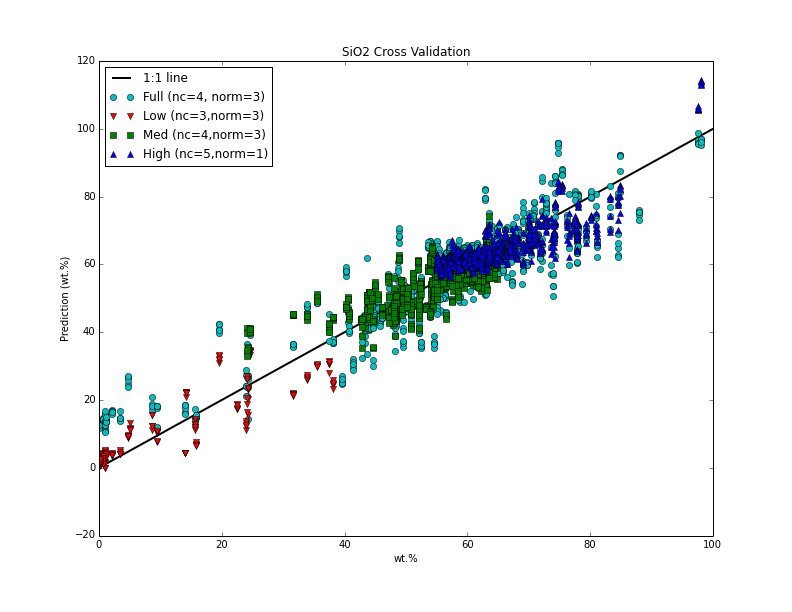 SiO2 Cross Validation
120
100
80
60
40
20
0
−20
Prediction (wt.%)
1:1 line
Full (nc=4, norm=3)
Low (nc=3,norm=3)
Med (nc=4,norm=3)
High (nc=5,norm=1)
0 20 40 60 80 100
wt.%